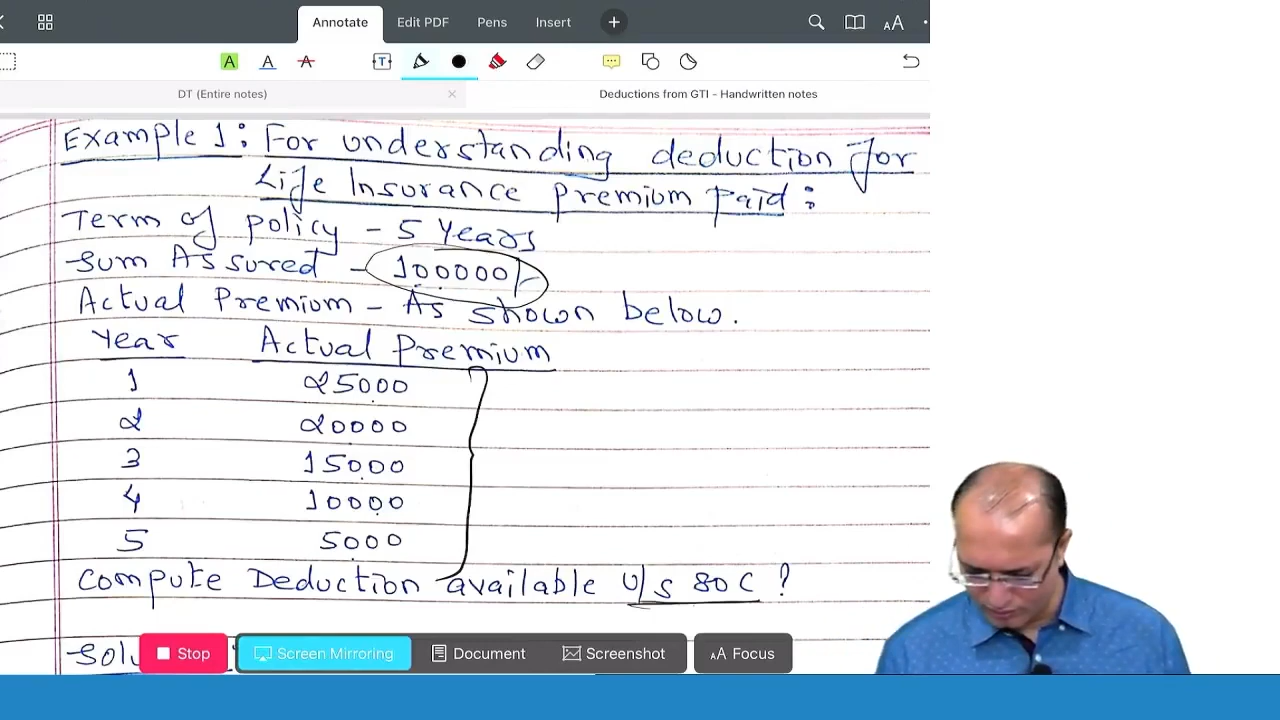 Annotate Edit PDF Pens Insert +
A A A T AA
DT (Entire notes) × Deductions from GTI - Handwritten notes
Example 1: For understanding deduction for
Life Insurance Premium paid:
Term of policy - 5 Years
Sum Assured - 100000/-
Actual Premium - As shown below.
Year Actual Premium
1 25000
2 20000
3 15000
4 10000
5 5000
Compute Deduction available U/s 80C ?
Solu
Stop Screen Mirroring Document Screenshot AA Focus